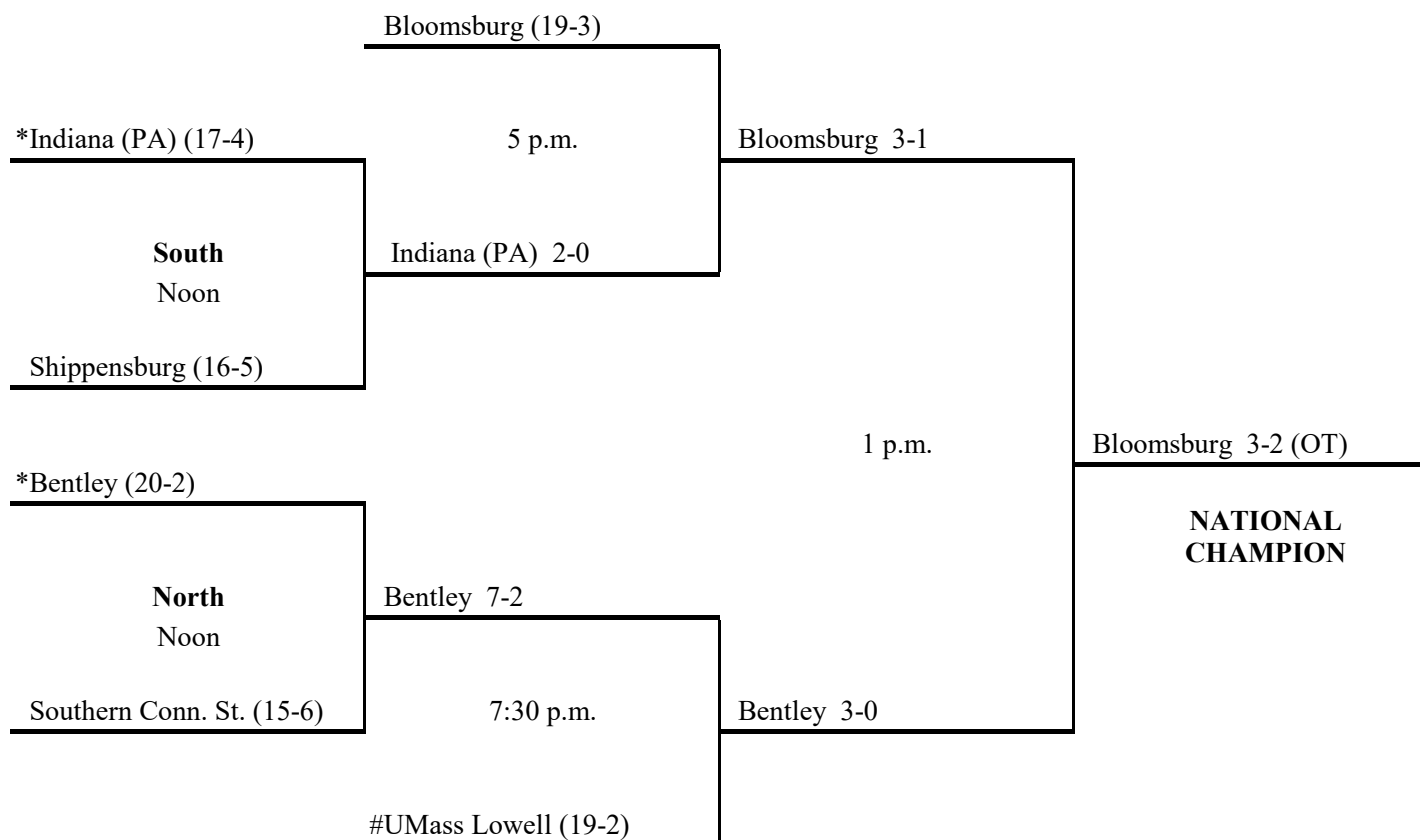 Bloomsburg (19-3)
*Indiana (PA) (17-4)
5 p.m.
Bloomsburg 3-1
South
Indiana (PA) 2-0
Noon
Shippensburg (16-5)
1 p.m.
Bloomsburg 3-2 (OT)
*Bentley (20-2)
NATIONAL
CHAMPION
North
Bentley 7-2
Noon
Southern Conn. St. (15-6)
7:30 p.m.
Bentley 3-0
#UMass Lowell (19-2)